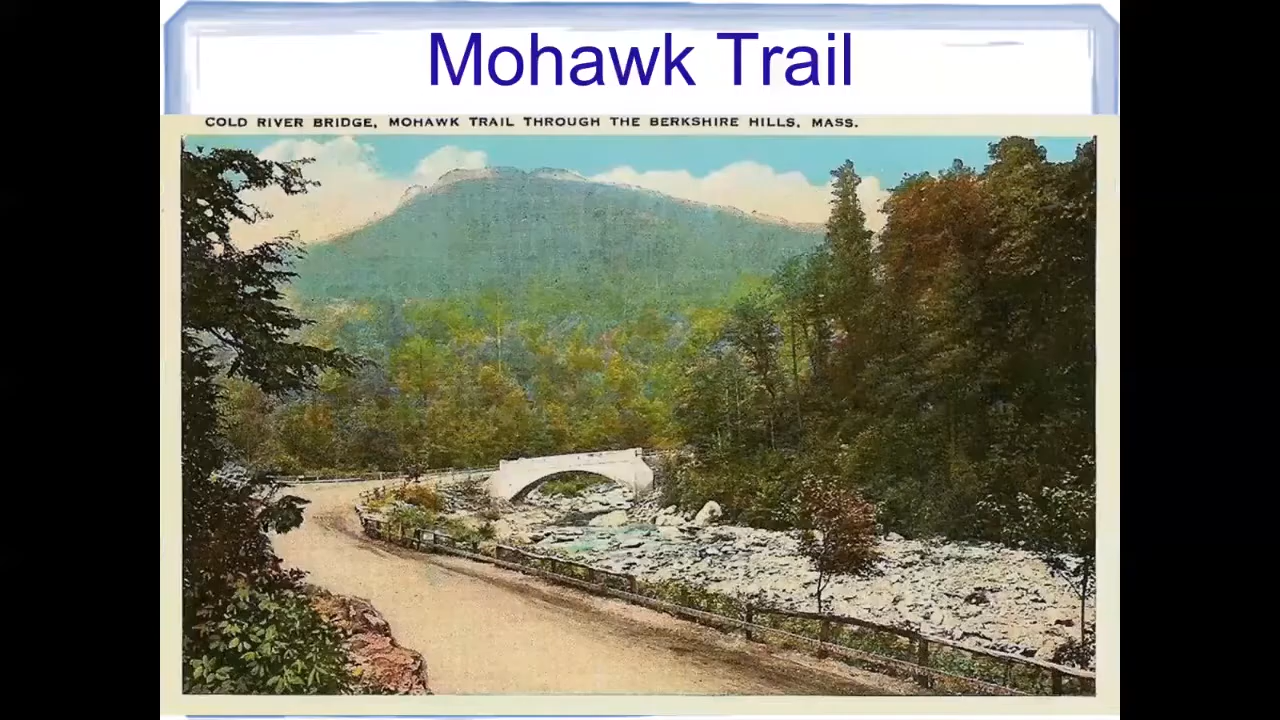 Mohawk Trail
COLD RIVER BRIDGE, MOHAWK TRAIL THROUGH THE BERKSHIRE HILLS, MASS.